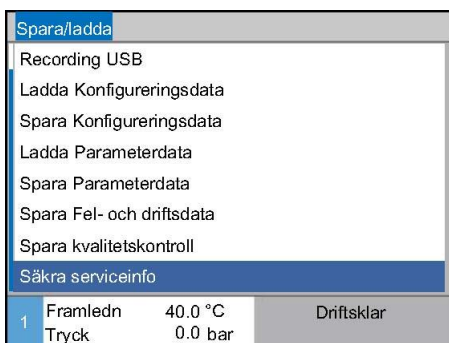 Spara/ladda
Recording USB
Ladda Konfigureringsdata
Spara Konfigureringsdata
Ladda Parameterdata
Spara Parameterdata
Spara Fel- och driftsdata
Spara kvalitetskontroll
Säkra serviceinfo
1 Framledn 40.0 °C Driftsklar
Tryck 0.0 bar